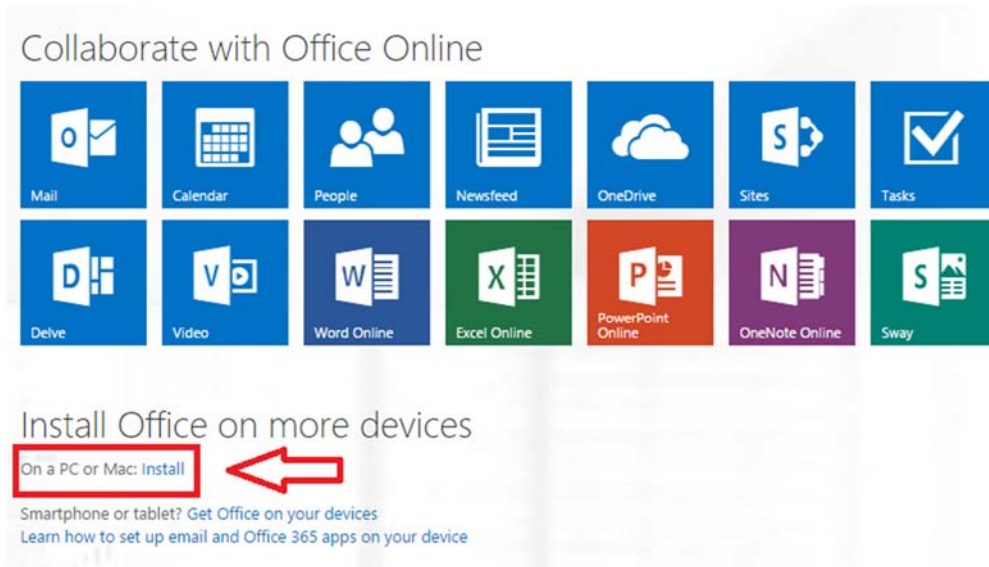 Collaborate with Office Online
O
S
Mail
Calendar
People
Newsfeed
OneDrive
Sites
Tasks
D
V
W
X
P
N
S
Delve
Video
Word Online
Excel Online
PowerPoint
Online
OneNote Online
Sway
Install Office on more devices
On a PC or Mac: Install
Smartphone or tablet? Get Office on your devices
Learn how to set up email and Office 365 apps on your device